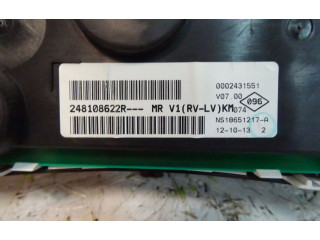 0002431551
V07.00
096
248108622R--- MR V1(RV-LV)KM
074
NS10651217-A
12-10-13 2